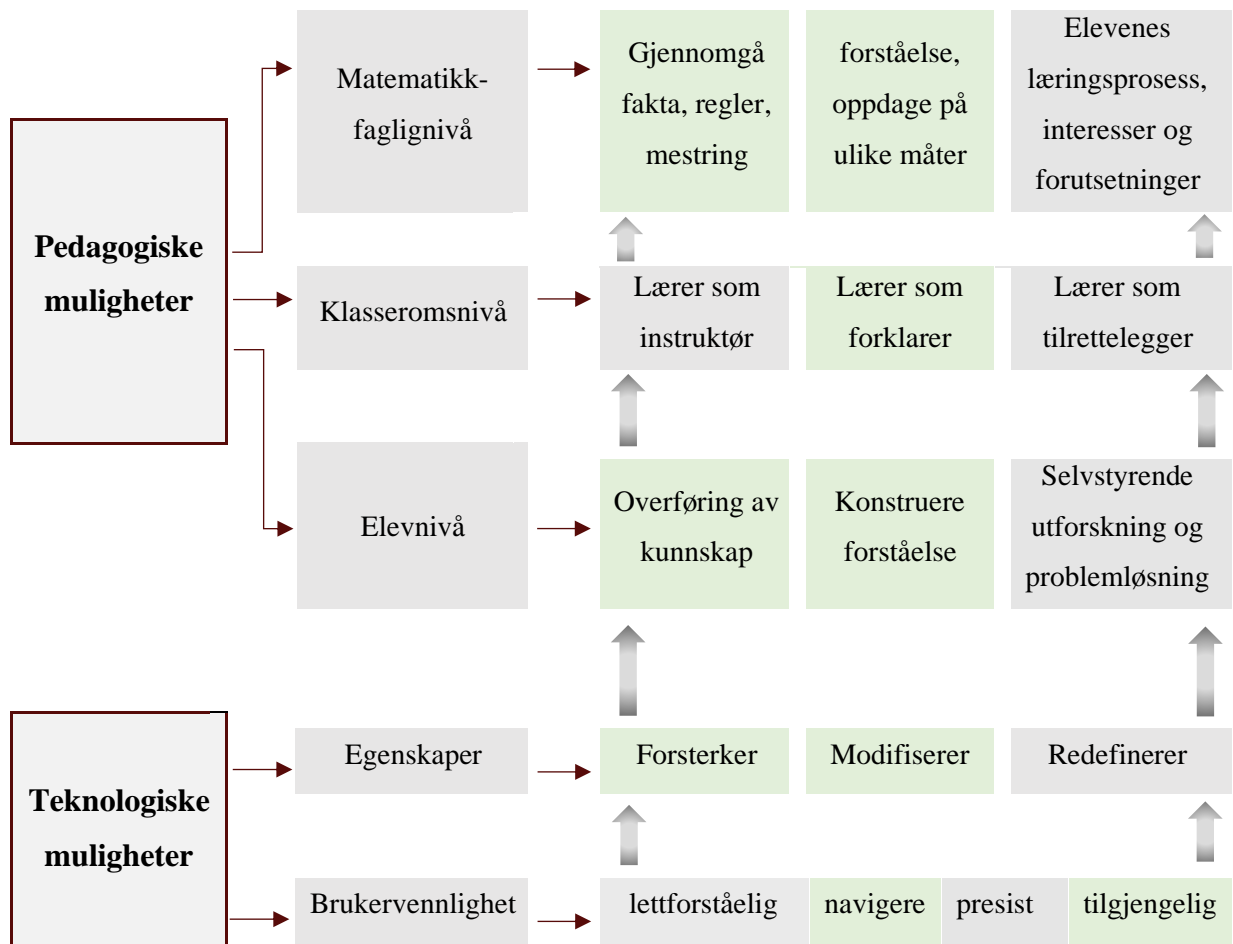 Pedagogiske
muligheter
Matematikk-
faglignivå
Gjennomgå
fakta, regler,
mestring
forståelse,
oppdage på
ulike måter
Elevenes
læringsprosess,
interesser og
forutsetninger
Klasseromsnivå
Lærer som
instruktør
Lærer som
forklarer
Lærer som
tilrettelegger
Elevnivå
Overføring av
kunnskap
Konstruere
forståelse
Selvstyrende
utforskning og
problemløsning
Teknologiske
muligheter
Egenskaper
Forsterker
Modifiserer
Redefinerer
Brukervennlighet
lettforståelig
navigere
presist
tilgjengelig